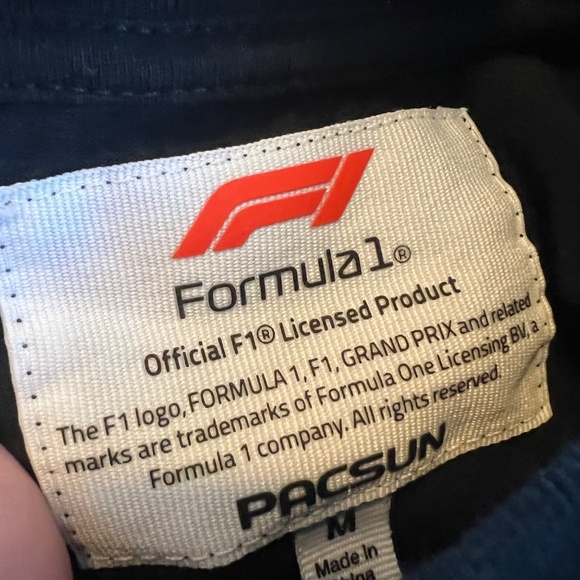 Formula 1®
Official F1® Licensed Product
The F1 logo, FORMULA 1, F1, GRAND PRIX and related
marks are trademarks of Formula One Licensing BV, a
Formula 1 company. All rights reserved.
PACSUN
M
Made In